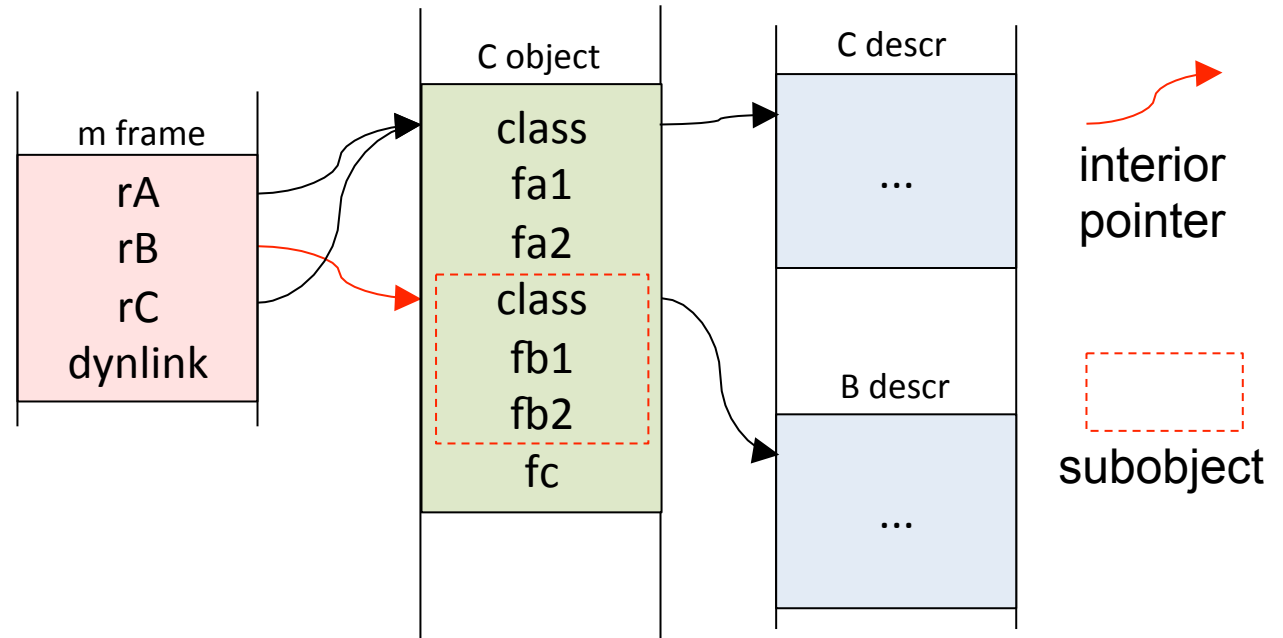 m frame
rA
rB
rC
dynlink
C object
class
fa1
fa2
class
fb1
fb2
fc
C descr
...
B descr
...
interior
pointer
subobject